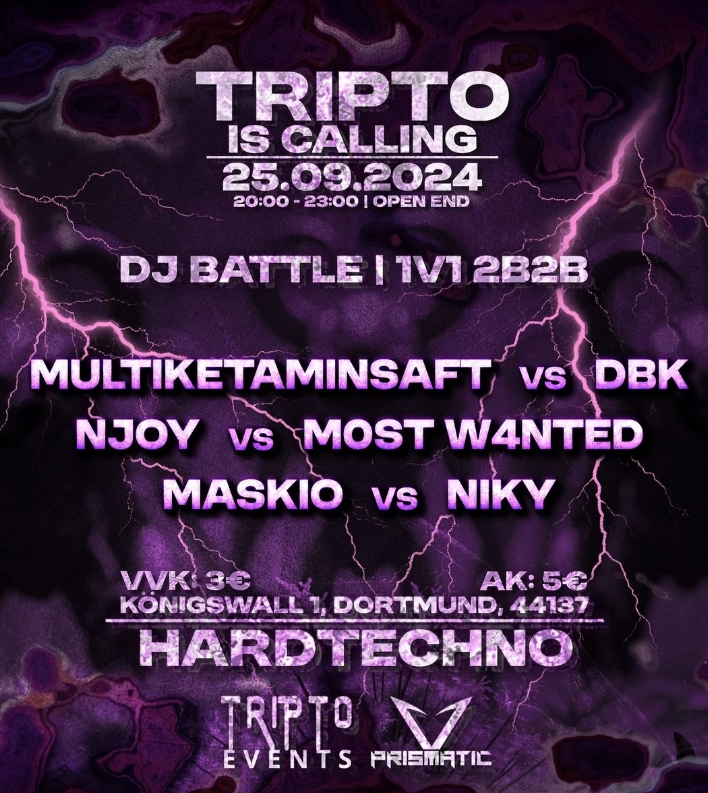 TRIPTO
IS CALLING
25.09.2024
20:00 - 23:00 | OPEN END
DJ BATTLE | 1V1 2B2B
MULTIKETAMINSAFT vs DBK
NJOY vs M0ST W4NTED
MASKIO vs NIKY
VVK: 3€ AK: 5€
KÖNIGSWALL 1, DORTMUND, 44137
HARDTECHNO
TRIPTO
EVENTS
PRISMATIC